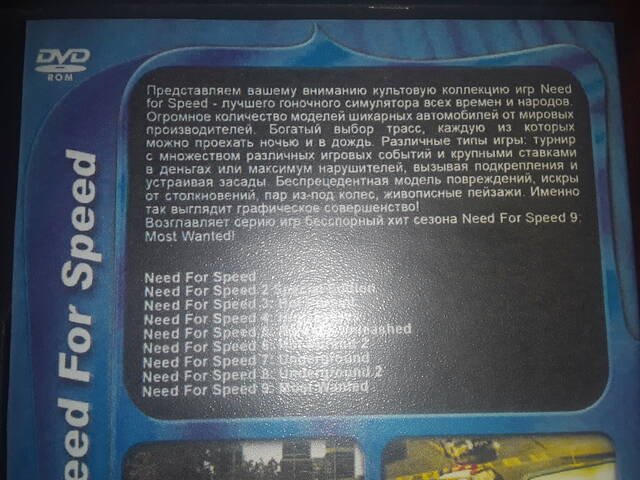 DVD
ROM
Need For Speed
Представляем вашему вниманию культовую коллекцию игр Need
for Speed - лучшего гоночного симулятора всех времен и народов.
Огромное количество моделей шикарных автомобилей от мировых
производителей. Богатый выбор трасс, каждую из которых
можно проехать ночью и в дождь. Различные типы игры: турнир
с множеством различных игровых событий и крупными ставками
в деньгах или максимум нарушителей, вызывая подкрепления и
устраивая засады. Беспрецедентная модель повреждений, искры
от столкновений, пар из-под колес, живописные пейзажи. Именно
так выглядит графическое совершенство!
Возглавляет серию игр бесспорный хит сезона Need For Speed 9:
Most Wanted!
Need For Speed
Need For Speed 2 Special Edition
Need For Speed 3:
Need For Speed 4:
Need For Speed 5: Unleashed
Need For Speed 6: 2
Need For Speed 7: Underground
Need For Speed 8: Underground 2
Need For Speed 9: Most Wanted